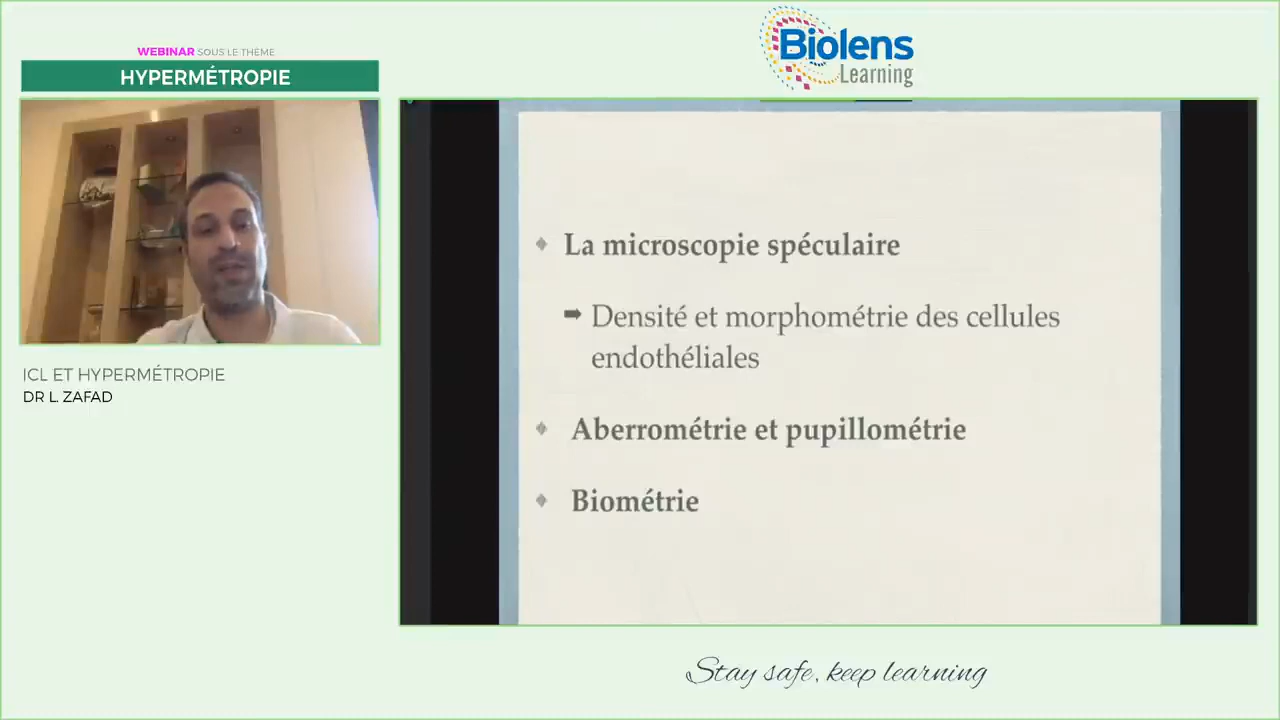 WEBINAR SOUS LE THÈME
HYPERMÉTROPIE
ICL ET HYPERMÉTROPIE
DR L. ZAFAD
Biolens
Learning
La microscopie spéculaire
Densité et morphométrie des cellules
endothéliales
Aberrométrie et pupillométrie
Biométrie
Stay safe, keep learning